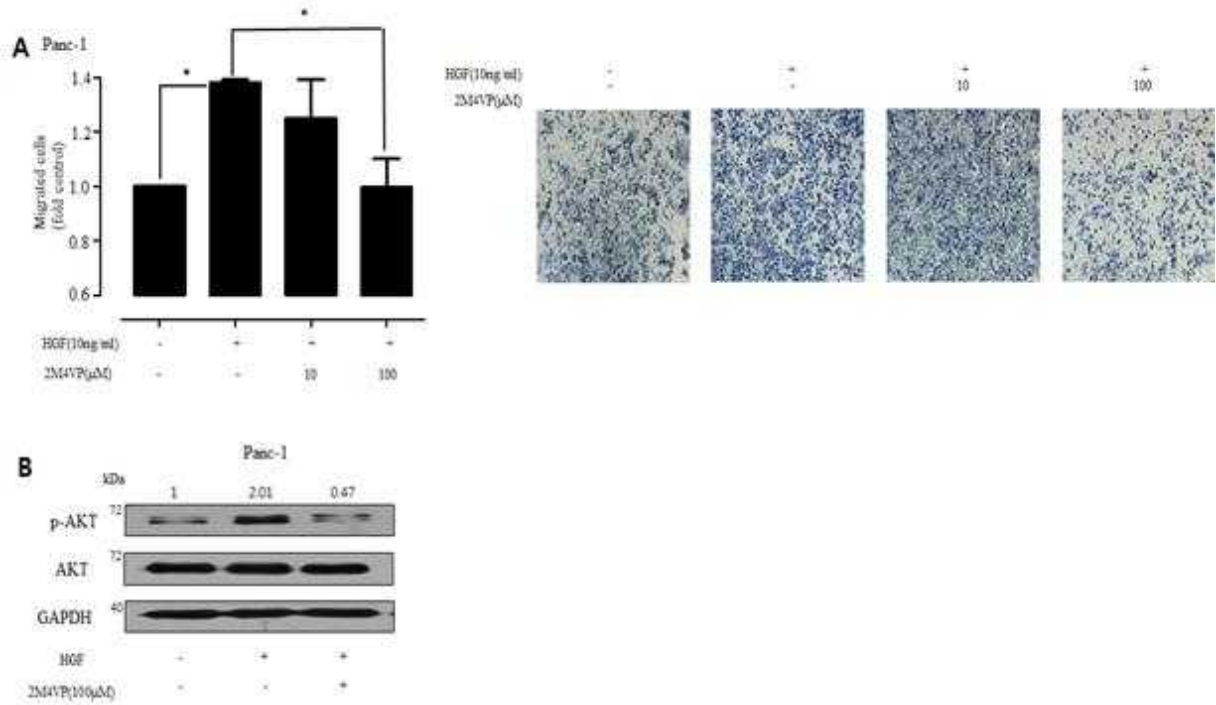 *
A Panc-1
*
1.4
1.2
1.0
0.8
0.6
Migrated cells
(fold control)
HGF(10ng/ml) - + + +
2M4VP(μM) - - 10 100
HGF(10ng/ml) - + + +
2M4VP(μM) - - 10 100
B
Panc-1
kDa
1 2.01 0.47
p-AKT 72
AKT 72
GAPDH 40
HGF - + +
2M4VP(100μM) - - +